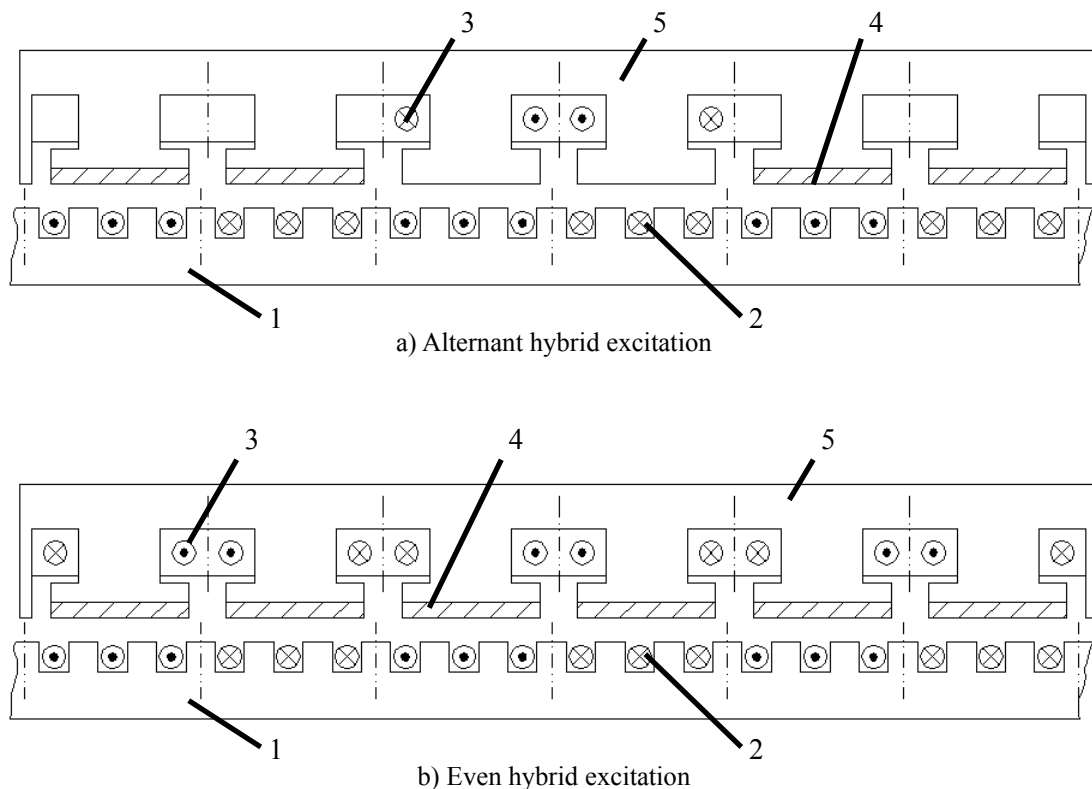 3 5 4
1 2
a) Alternant hybrid excitation
3 4 5
1 2
b) Even hybrid excitation